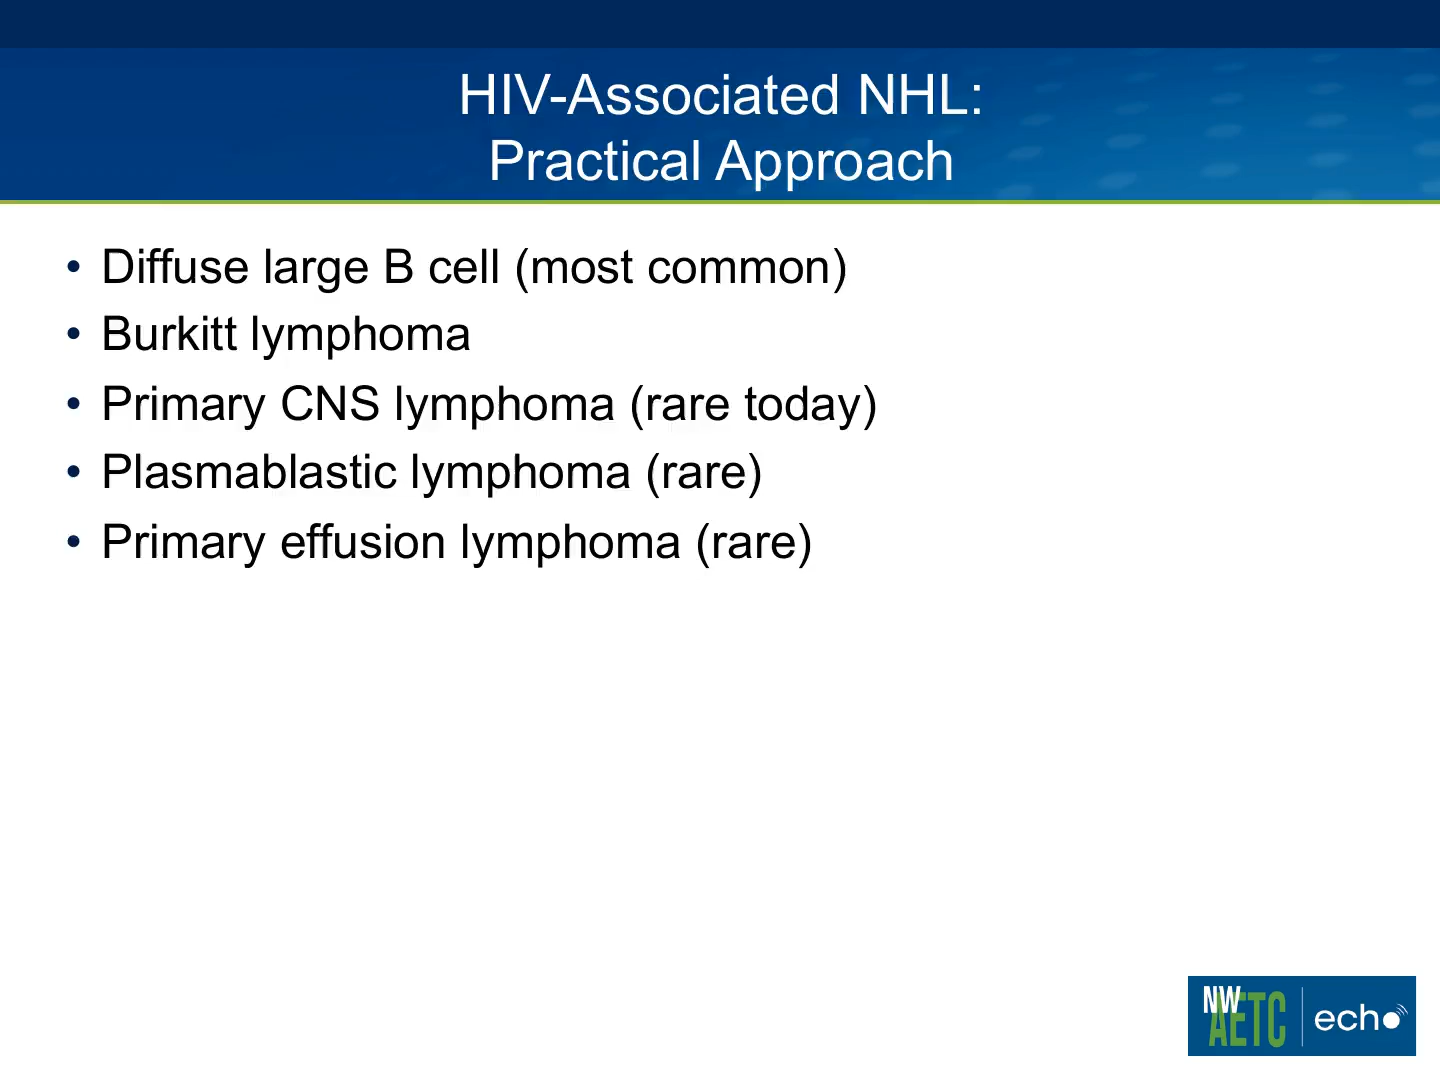 HIV-Associated NHL:
Practical Approach
• Diffuse large B cell (most common)
• Burkitt lymphoma
• Primary CNS lymphoma (rare today)
• Plasmablastic lymphoma (rare)
• Primary effusion lymphoma (rare)
NW
AETC
echo